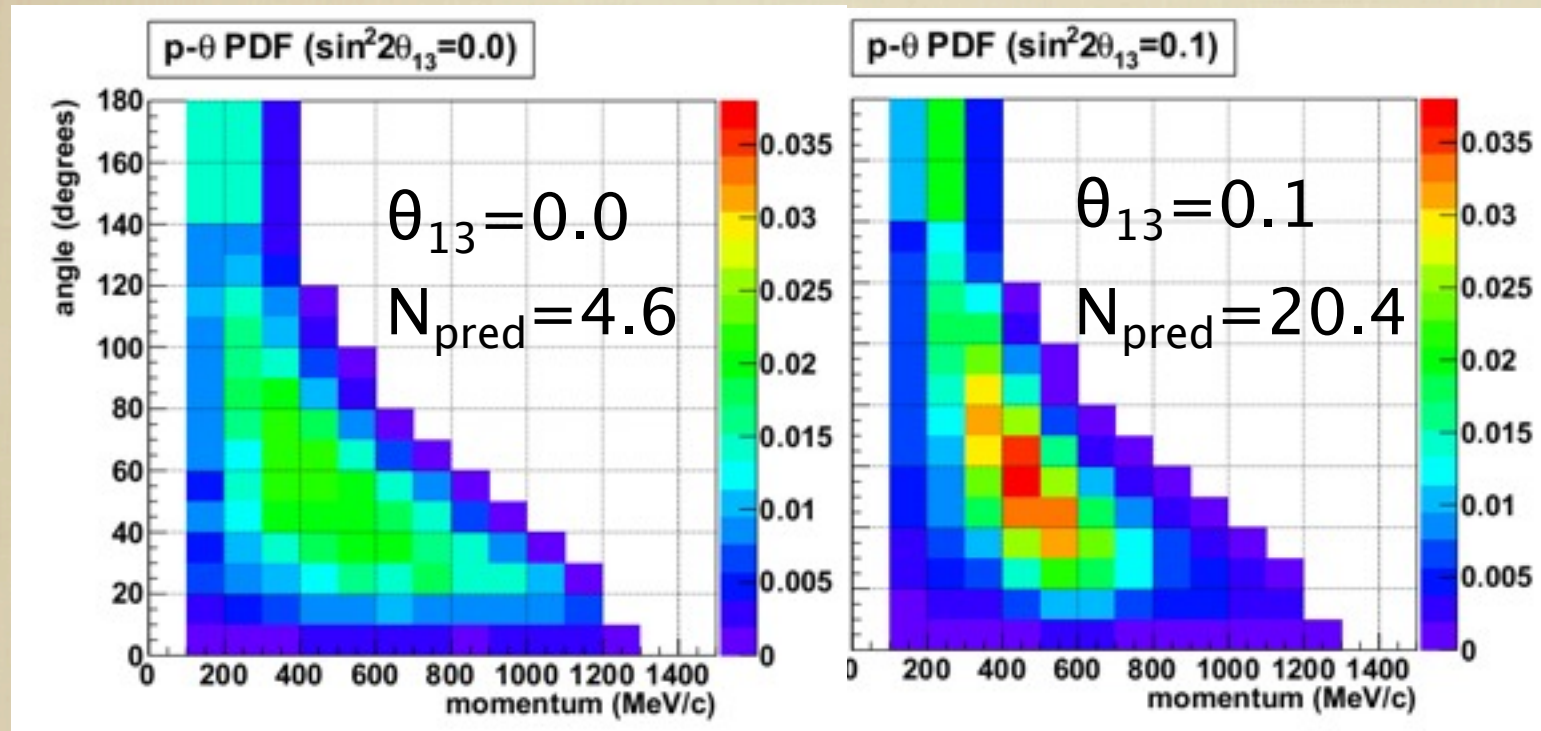 p-θ PDF (sin²2θ₁₃=0.0)
angle (degrees)
180
160
140
120
100
80
60
40
20
0
θ₁₃=0.0
N_pred=4.6
0.035
0.03
0.025
0.02
0.015
0.01
0.005
0
0 200 400 600 800 1000 1200 1400
momentum (MeV/c)
p-θ PDF (sin²2θ₁₃=0.1)
θ₁₃=0.1
N_pred=20.4
0.035
0.03
0.025
0.02
0.015
0.01
0.005
0
0 200 400 600 800 1000 1200 1400
momentum (MeV/c)